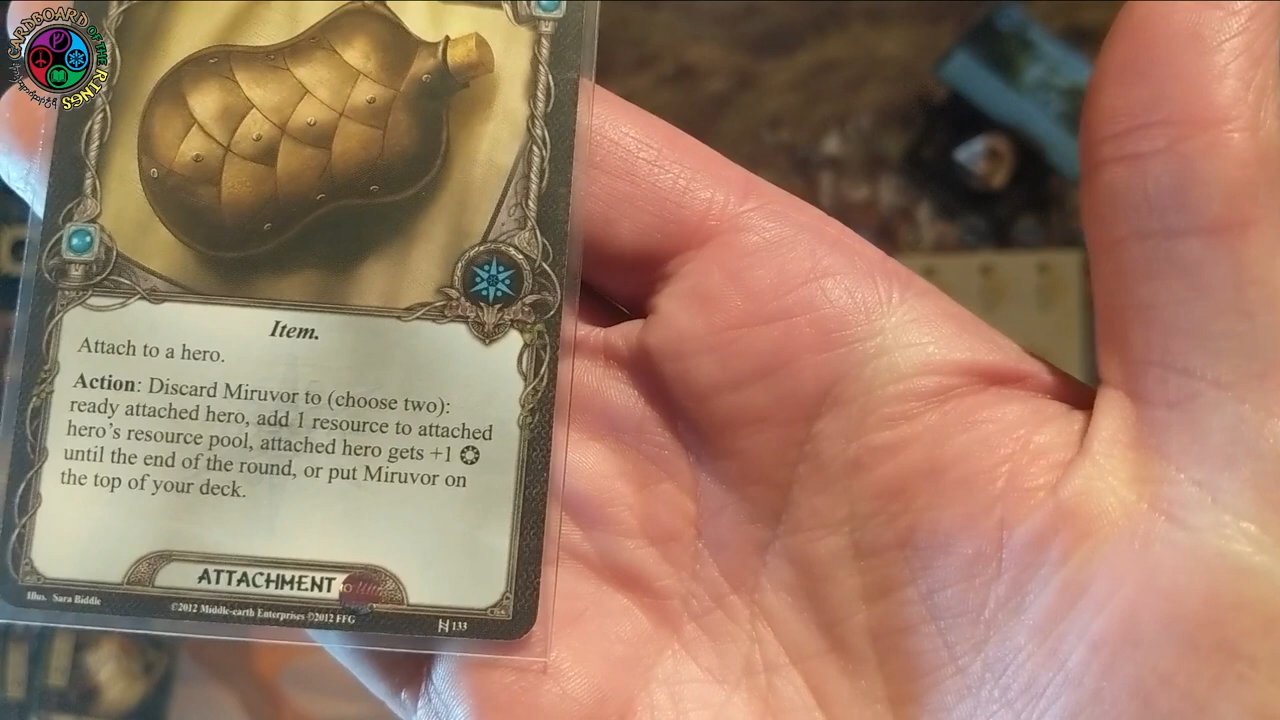 CARDBOARD OF THE RINGS
Item.
Attach to a hero.
Action: Discard Miruvor to (choose two):
ready attached hero, add 1 resource to attached
hero's resource pool, attached hero gets +1
until the end of the round, or put Miruvor on
the top of your deck.
ATTACHMENT
Illus. Sara Biddle
©2012 Middle-earth Enterprises ©2012 FFG
133